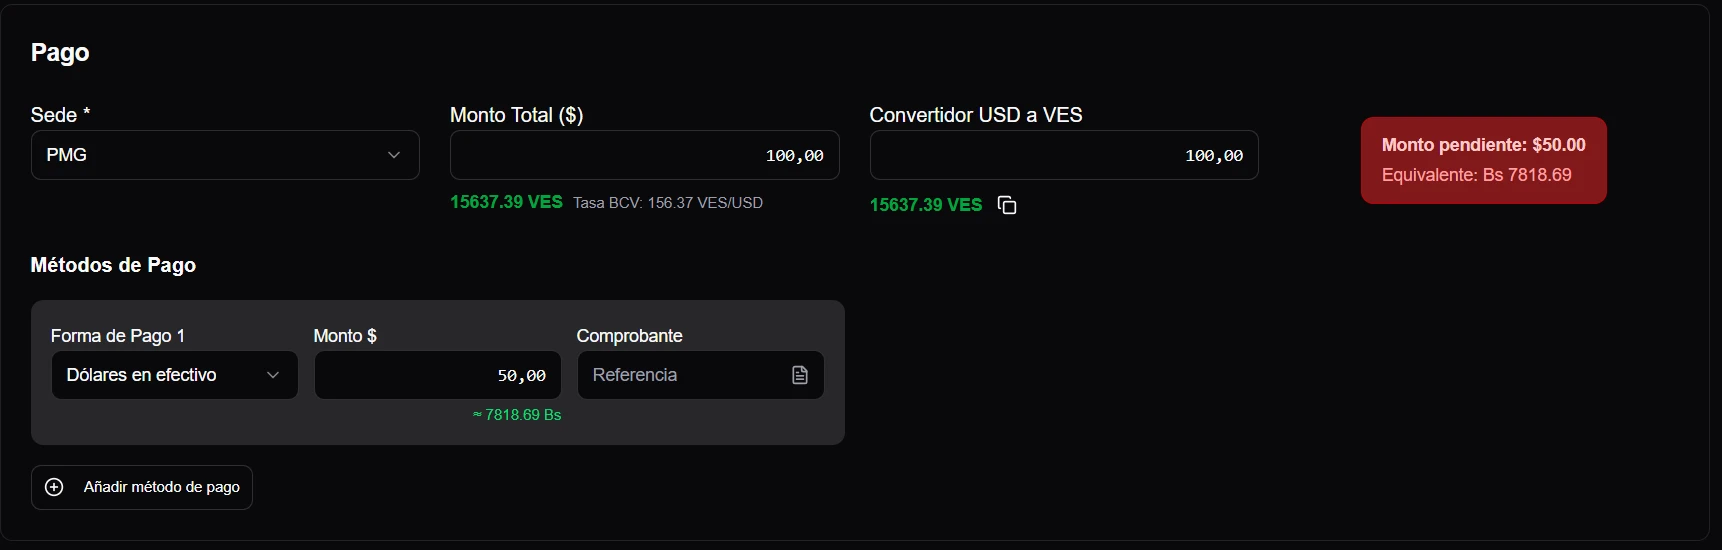 Pago
Sede *
PMG
Monto Total ($)
100,00
15637.39 VES Tasa BCV: 156.37 VES/USD
Convertidor USD a VES
100,00
15637.39 VES
Monto pendiente: $50.00
Equivalente: Bs 7818.69
Métodos de Pago
Forma de Pago 1
Dólares en efectivo
Monto $
50,00
≈ 7818.69 Bs
Comprobante
Referencia
Añadir método de pago